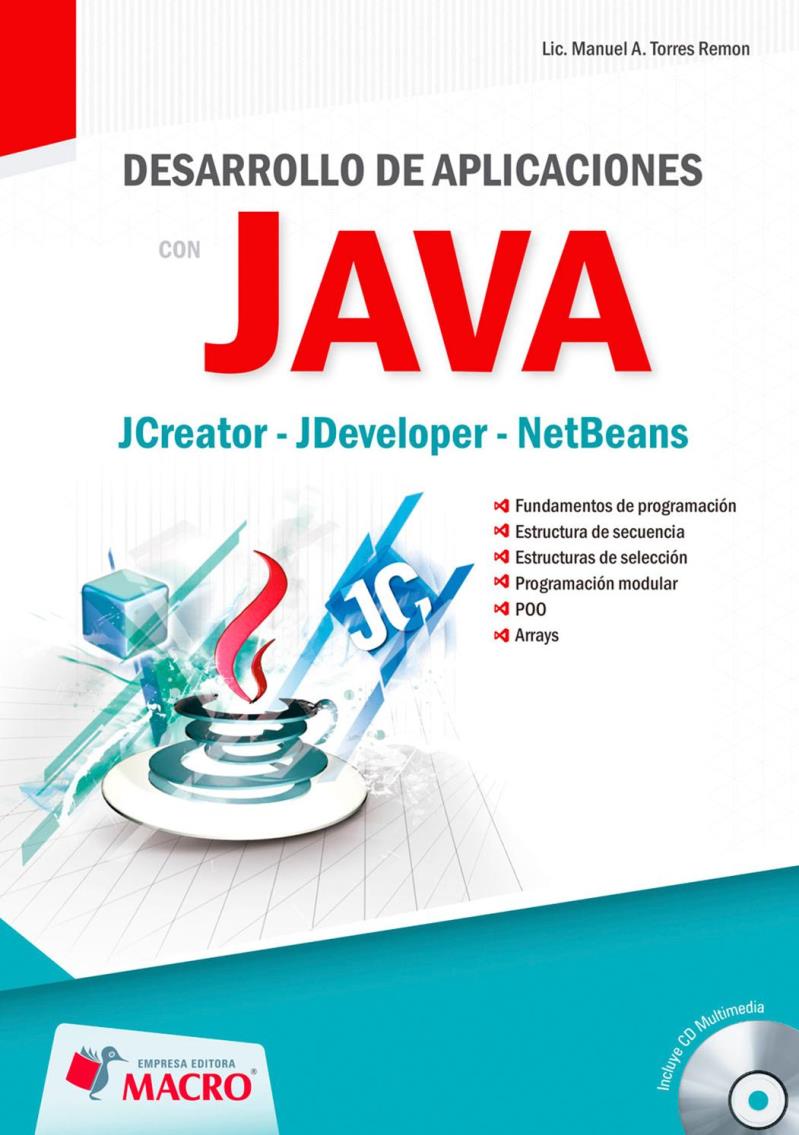 Lic. Manuel A. Torres Remon
DESARROLLO DE APLICACIONES
CON
JAVA
JCreator - JDeveloper - NetBeans
Fundamentos de programación
Estructura de secuencia
Estructuras de selección
Programación modular
POO
Arrays
JC
Incluye CD Multimedia
EMPRESA EDITORA
MACRO®